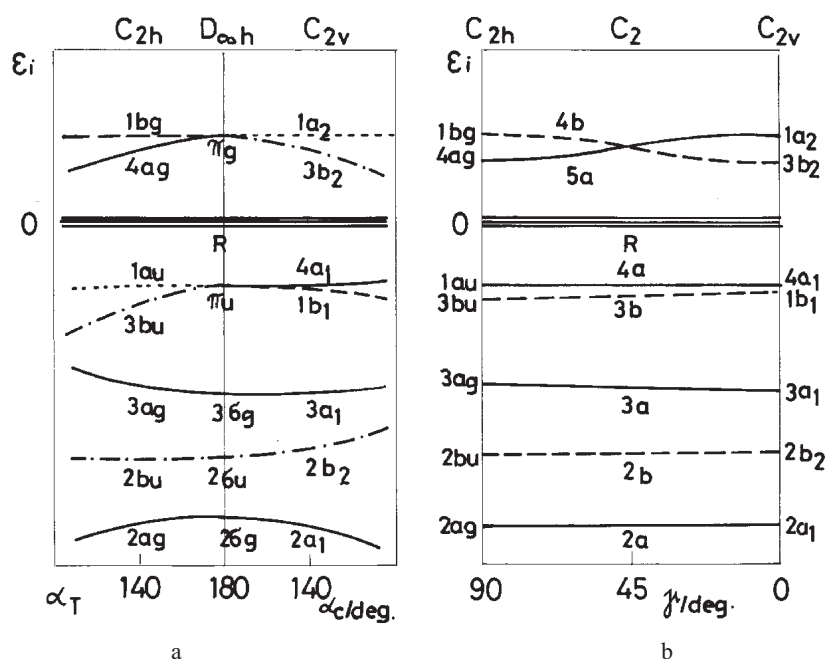 C2h D∞h C2v
εi
1bg 1a2
πg
4ag 3b2
0
R
1au 4a1
πu
3bu 1b1
3ag 3σg 3a1
2bu 2σu 2b2
2ag 2σg 2a1
αT 140 180 140 αc/deg.
a
C2h C2 C2v
εi
1bg 4b 1a2
4ag 5a 3b2
0
R
1au 4a 4a1
3bu 3b 1b1
3ag 3a 3a1
2bu 2b 2b2
2ag 2a 2a1
90 45 γ/deg. 0
b